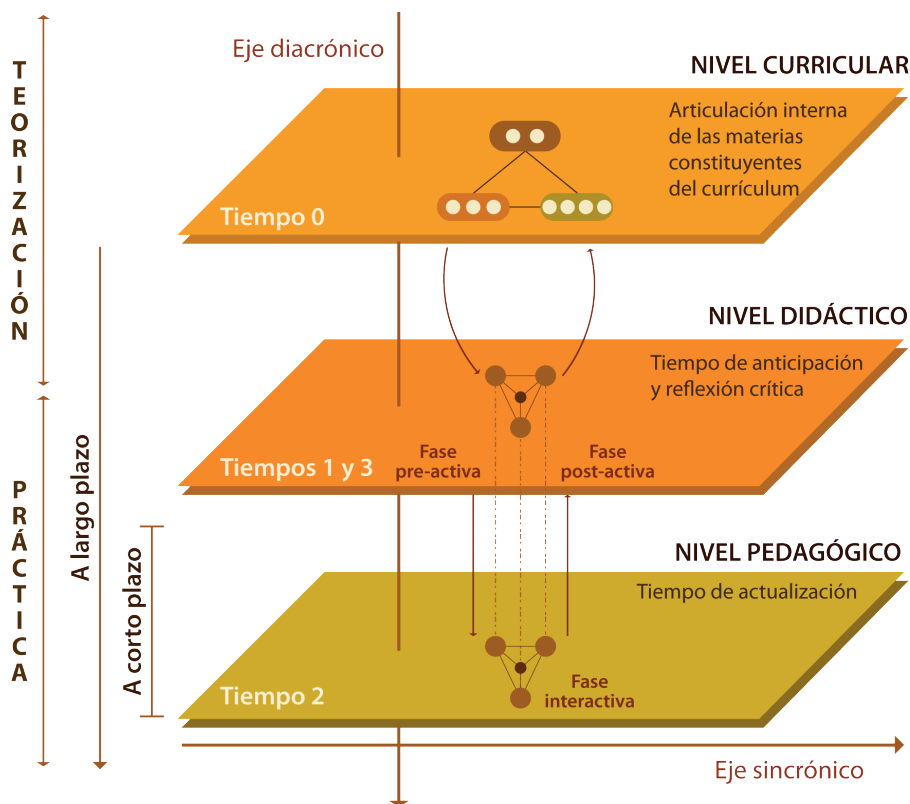 Eje diacrónico
NIVEL CURRICULAR
Articulación interna
de las materias
constituyentes
del currículum
Tiempo 0
TEORIZACIÓN
NIVEL DIDÁCTICO
Tiempo de anticipación
y reflexión crítica
Fase
pre-activa
Fase
post-activa
Tiempos 1 y 3
PRÁCTICA
A largo plazo
A corto plazo
NIVEL PEDAGÓGICO
Tiempo de actualización
Fase
interactiva
Tiempo 2
Eje sincrónico